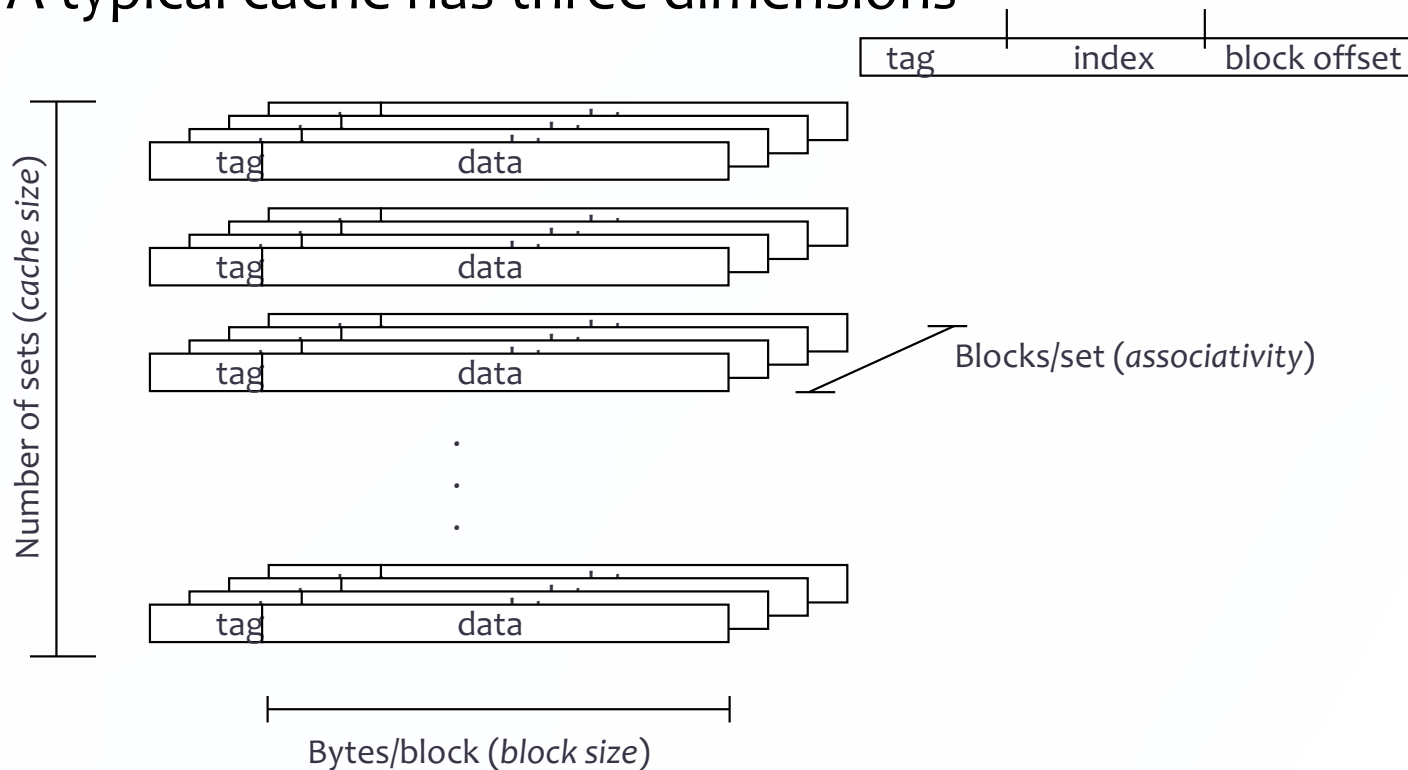 A typical cache has three dimensions
tag index block offset
tag data
tag data
tag data
Number of sets (cache size)
Blocks/set (associativity)
.
.
.
tag data
Bytes/block (block size)